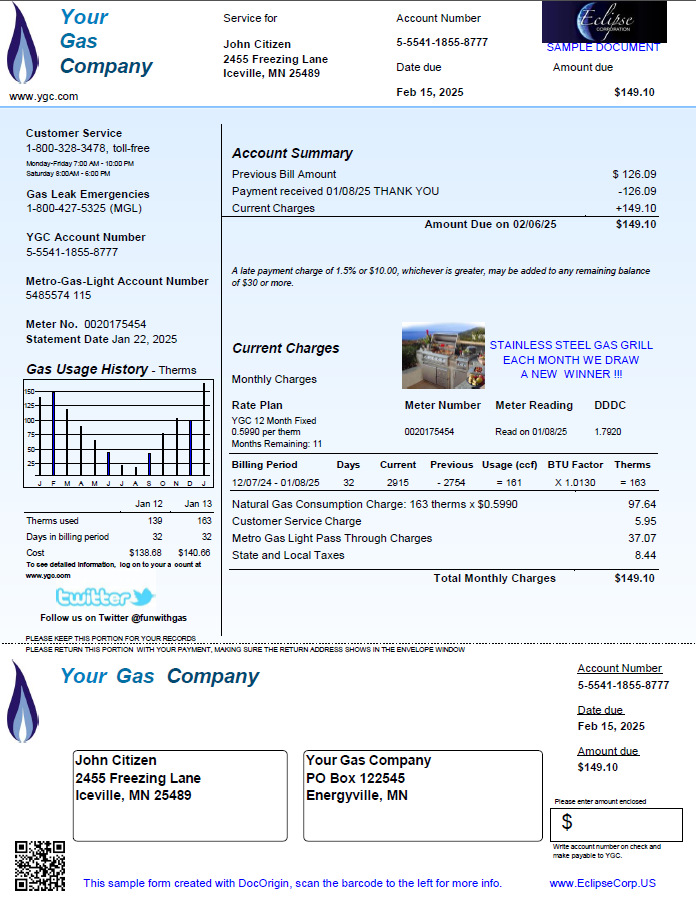 Your
Gas
Company
www.ygc.com
Service for
John Citizen
2455 Freezing Lane
Iceville, MN 25489
Account Number
5-5541-1855-8777
Date due
Feb 15, 2025
Eclipse
CORPORATION
SAMPLE DOCUMENT
Amount due
$149.10
Customer Service
1-800-328-3478, toll-free
Monday-Friday 7:00 AM - 10:00 PM
Saturday 8:00AM - 6:00 PM
Gas Leak Emergencies
1-800-427-5325 (MGL)
YGC Account Number
5-5541-1855-8777
Metro-Gas-Light Account Number
5485574 115
Meter No. 0020175454
Statement Date Jan 22, 2025
Gas Usage History - Therms
150
125
100
75
50
25
J F M A M J J A S O N D J
Jan 12 Jan 13
Therms used 139 163
Days in billing period 32 32
Cost $138.68 $140.66
To see detailed information, log on to your a ount at
www.ygc.com
twitter
Follow us on Twitter @funwithgas
Account Summary
Previous Bill Amount $ 126.09
Payment received 01/08/25 THANK YOU -126.09
Current Charges +149.10
Amount Due on 02/06/25 $149.10
A late payment charge of 1.5% or $10.00, whichever is greater, may be added to any remaining balance
of $30 or more.
Current Charges
Monthly Charges
STAINLESS STEEL GAS GRILL
EACH MONTH WE DRAW
A NEW WINNER !!!
Rate Plan Meter Number Meter Reading DDDC
YGC 12 Month Fixed
0.5990 per therm 0020175454 Read on 01/08/25 1.7920
Months Remaining: 11
Billing Period Days Current Previous Usage (ccf) BTU Factor Therms
12/07/24 - 01/08/25 32 2915 - 2754 = 161 X 1.0130 = 163
Natural Gas Consumption Charge: 163 therms x $0.5990 97.64
Customer Service Charge 5.95
Metro Gas Light Pass Through Charges 37.07
State and Local Taxes 8.44
Total Monthly Charges $149.10
PLEASE KEEP THIS PORTION FOR YOUR RECORDS
PLEASE RETURN THIS PORTION WITH YOUR PAYMENT, MAKING SURE THE RETURN ADDRESS SHOWS IN THE ENVELOPE WINDOW
Your Gas Company
Account Number
5-5541-1855-8777
Date due
Feb 15, 2025
Amount due
$149.10
John Citizen
2455 Freezing Lane
Iceville, MN 25489
Your Gas Company
PO Box 122545
Energyville, MN
Please enter amount enclosed
$
Write account number on check and
make payable to YGC.
This sample form created with DocOrigin, scan the barcode to the left for more info.
www.EclipseCorp.US